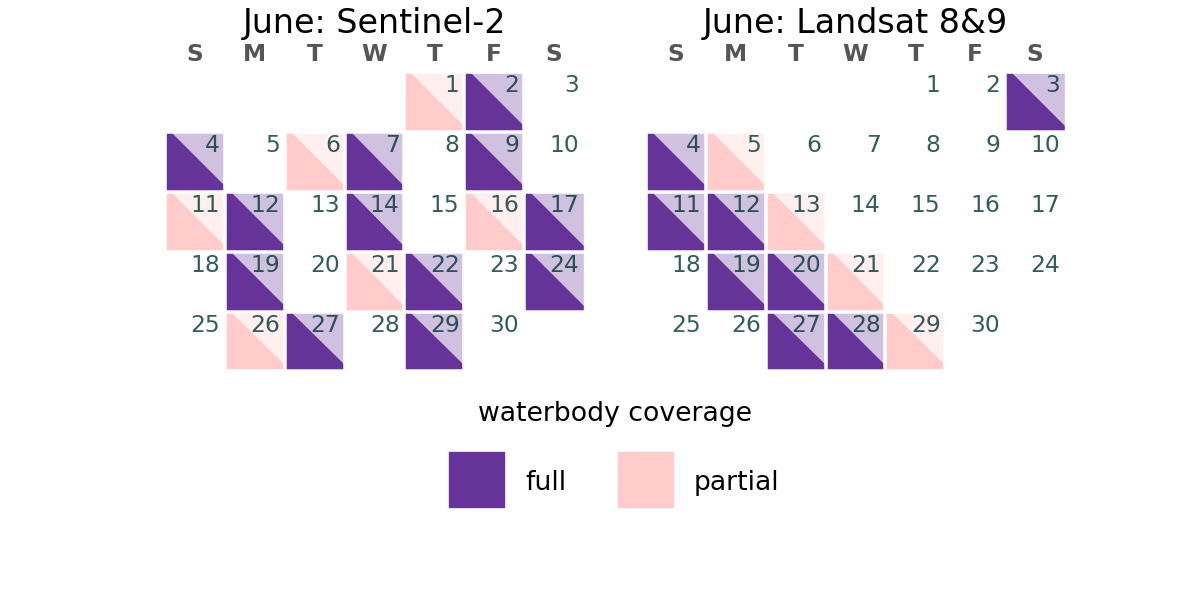 June: Sentinel-2
S M T W T F S
1 2 3
4 5 6 7 8 9 10
11 12 13 14 15 16 17
18 19 20 21 22 23 24
25 26 27 28 29 30
June: Landsat 8&9
S M T W T F S
1 2 3
4 5 6 7 8 9 10
11 12 13 14 15 16 17
18 19 20 21 22 23 24
25 26 27 28 29 30
waterbody coverage
full partial